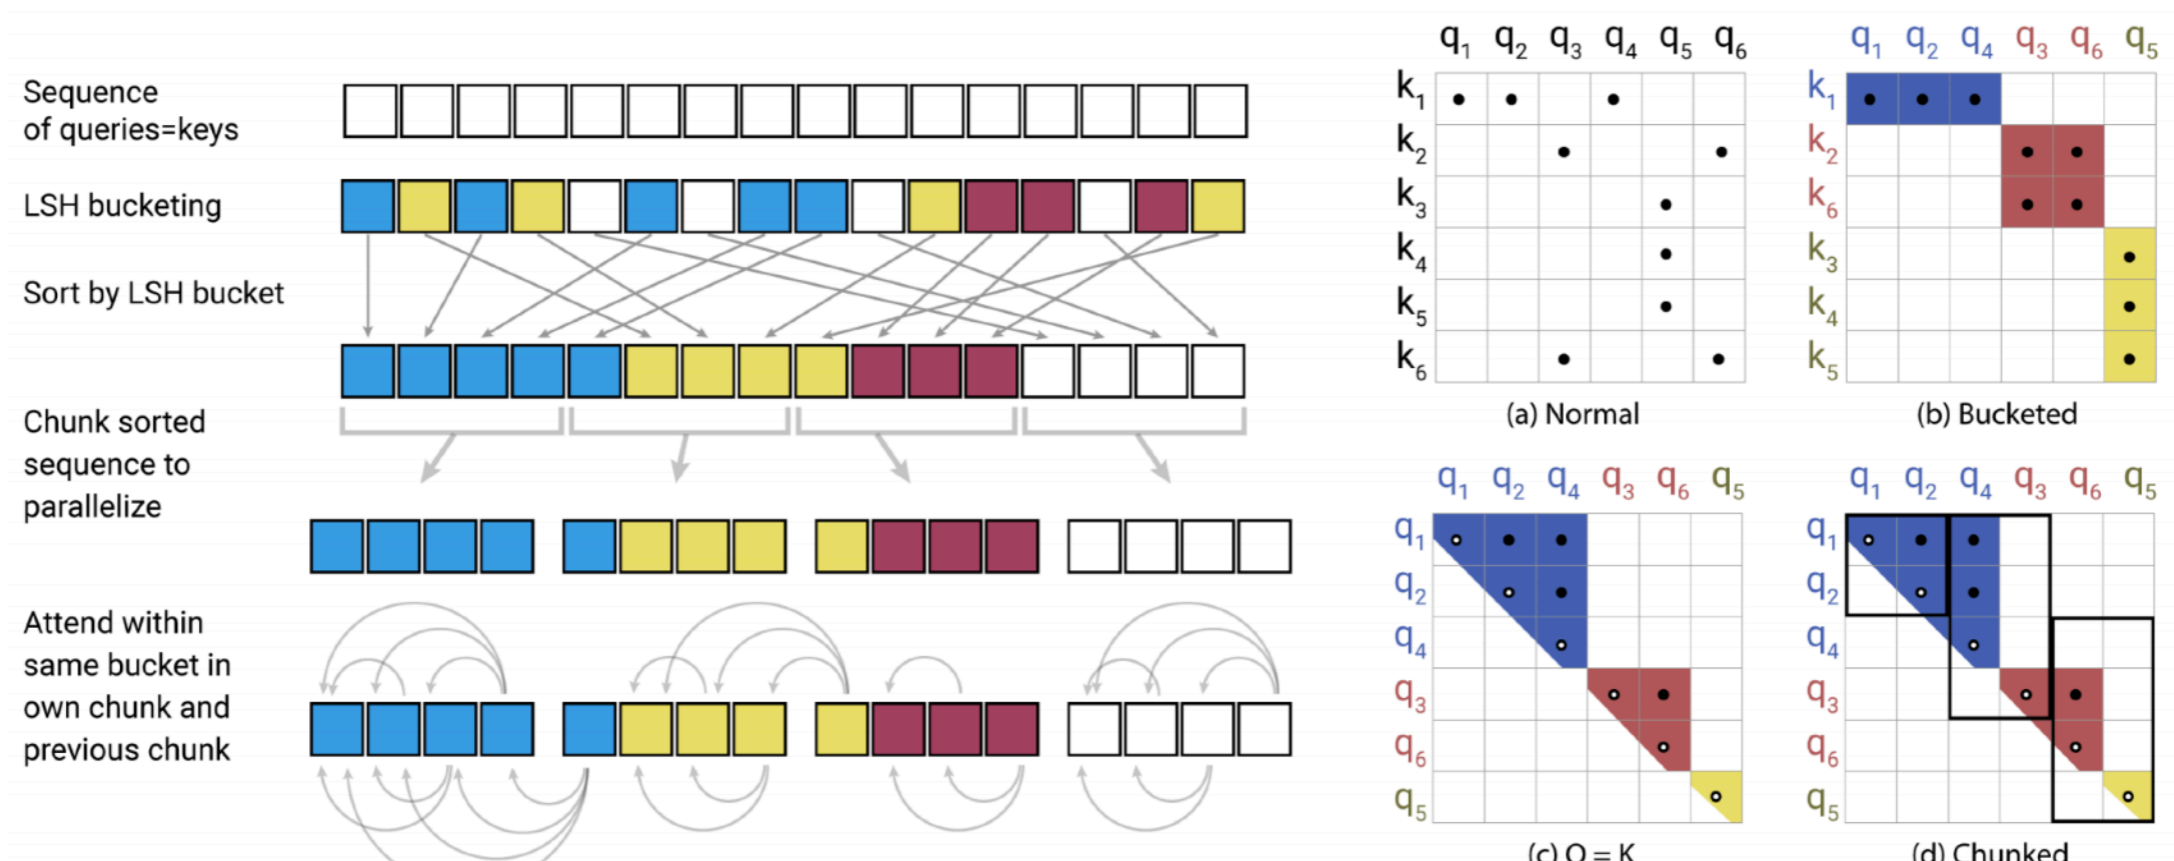 Sequence
of queries=keys
LSH bucketing
Sort by LSH bucket
Chunk sorted
sequence to
parallelize
Attend within
same bucket in
own chunk and
previous chunk
q1 q2 q3 q4 q5 q6
k1
k2
k3
k4
k5
k6
(a) Normal
q1 q2 q4 q3 q6 q5
k1
k2
k6
k3
k4
k5
(b) Bucketed
q1 q2 q4 q3 q6 q5
q1
q2
q4
q3
q6
q5
(c) Q = K
q1 q2 q4 q3 q6 q5
q1
q2
q4
q3
q6
q5
(d) Chunked